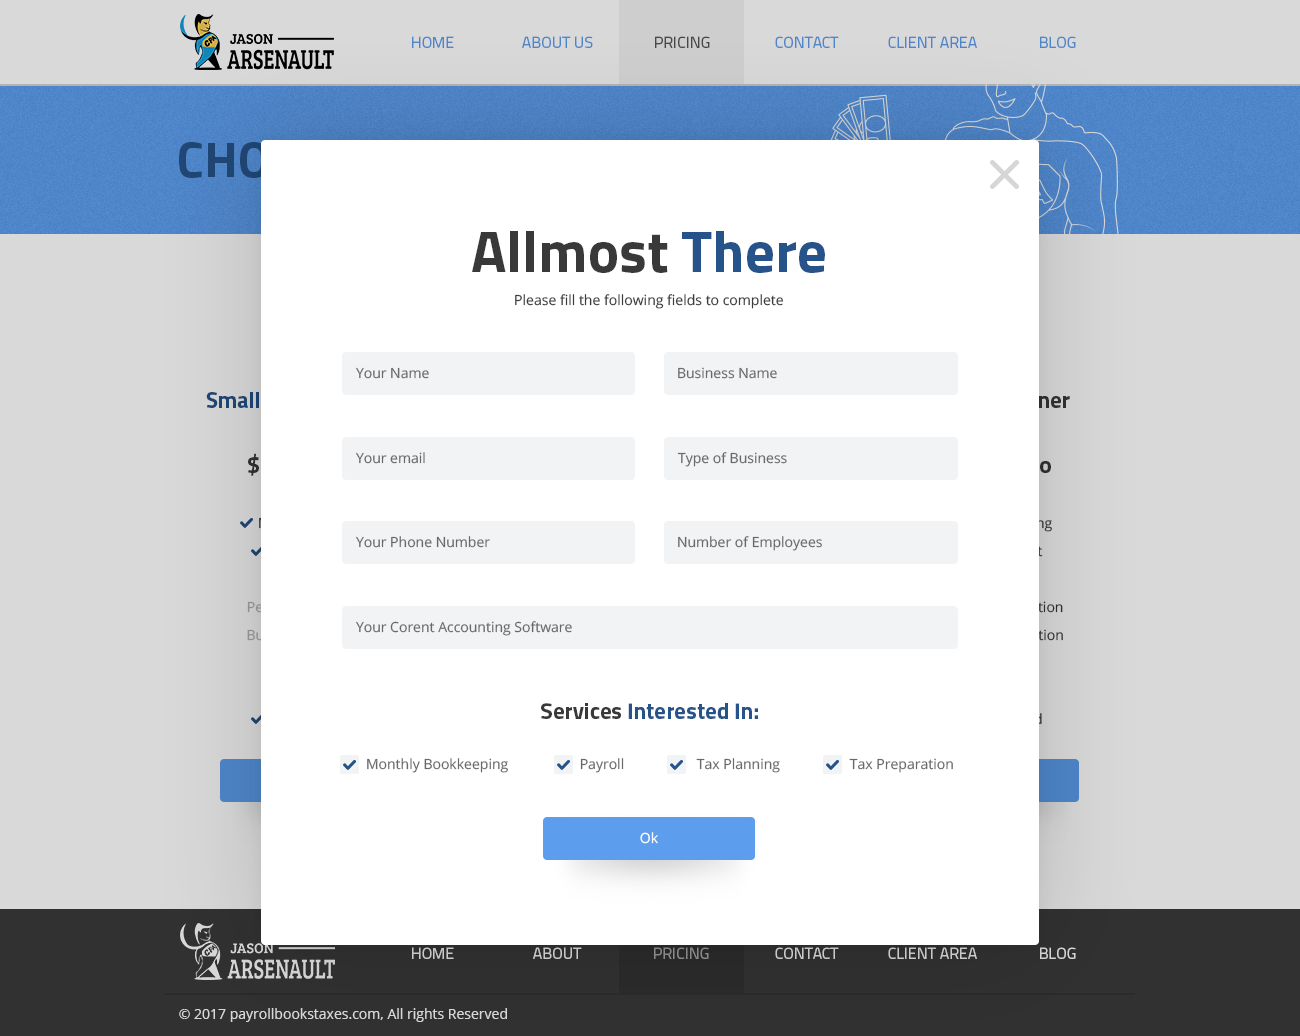 JASON
ARSENAULT
HOME ABOUT US PRICING CONTACT CLIENT AREA BLOG
CPA
Allmost There
Please fill the following fields to complete
Your Name Business Name
Your email Type of Business
Your Phone Number Number of Employees
Your Corent Accounting Software
Services Interested In:
Monthly Bookkeeping Payroll Tax Planning Tax Preparation
Ok
CHO
Small
$
Pe
Bu
ner
o
ng
t
tion
tion
d
JASON
ARSENAULT
HOME ABOUT PRICING CONTACT CLIENT AREA BLOG
© 2017 payrollbookstaxes.com, All rights Reserved